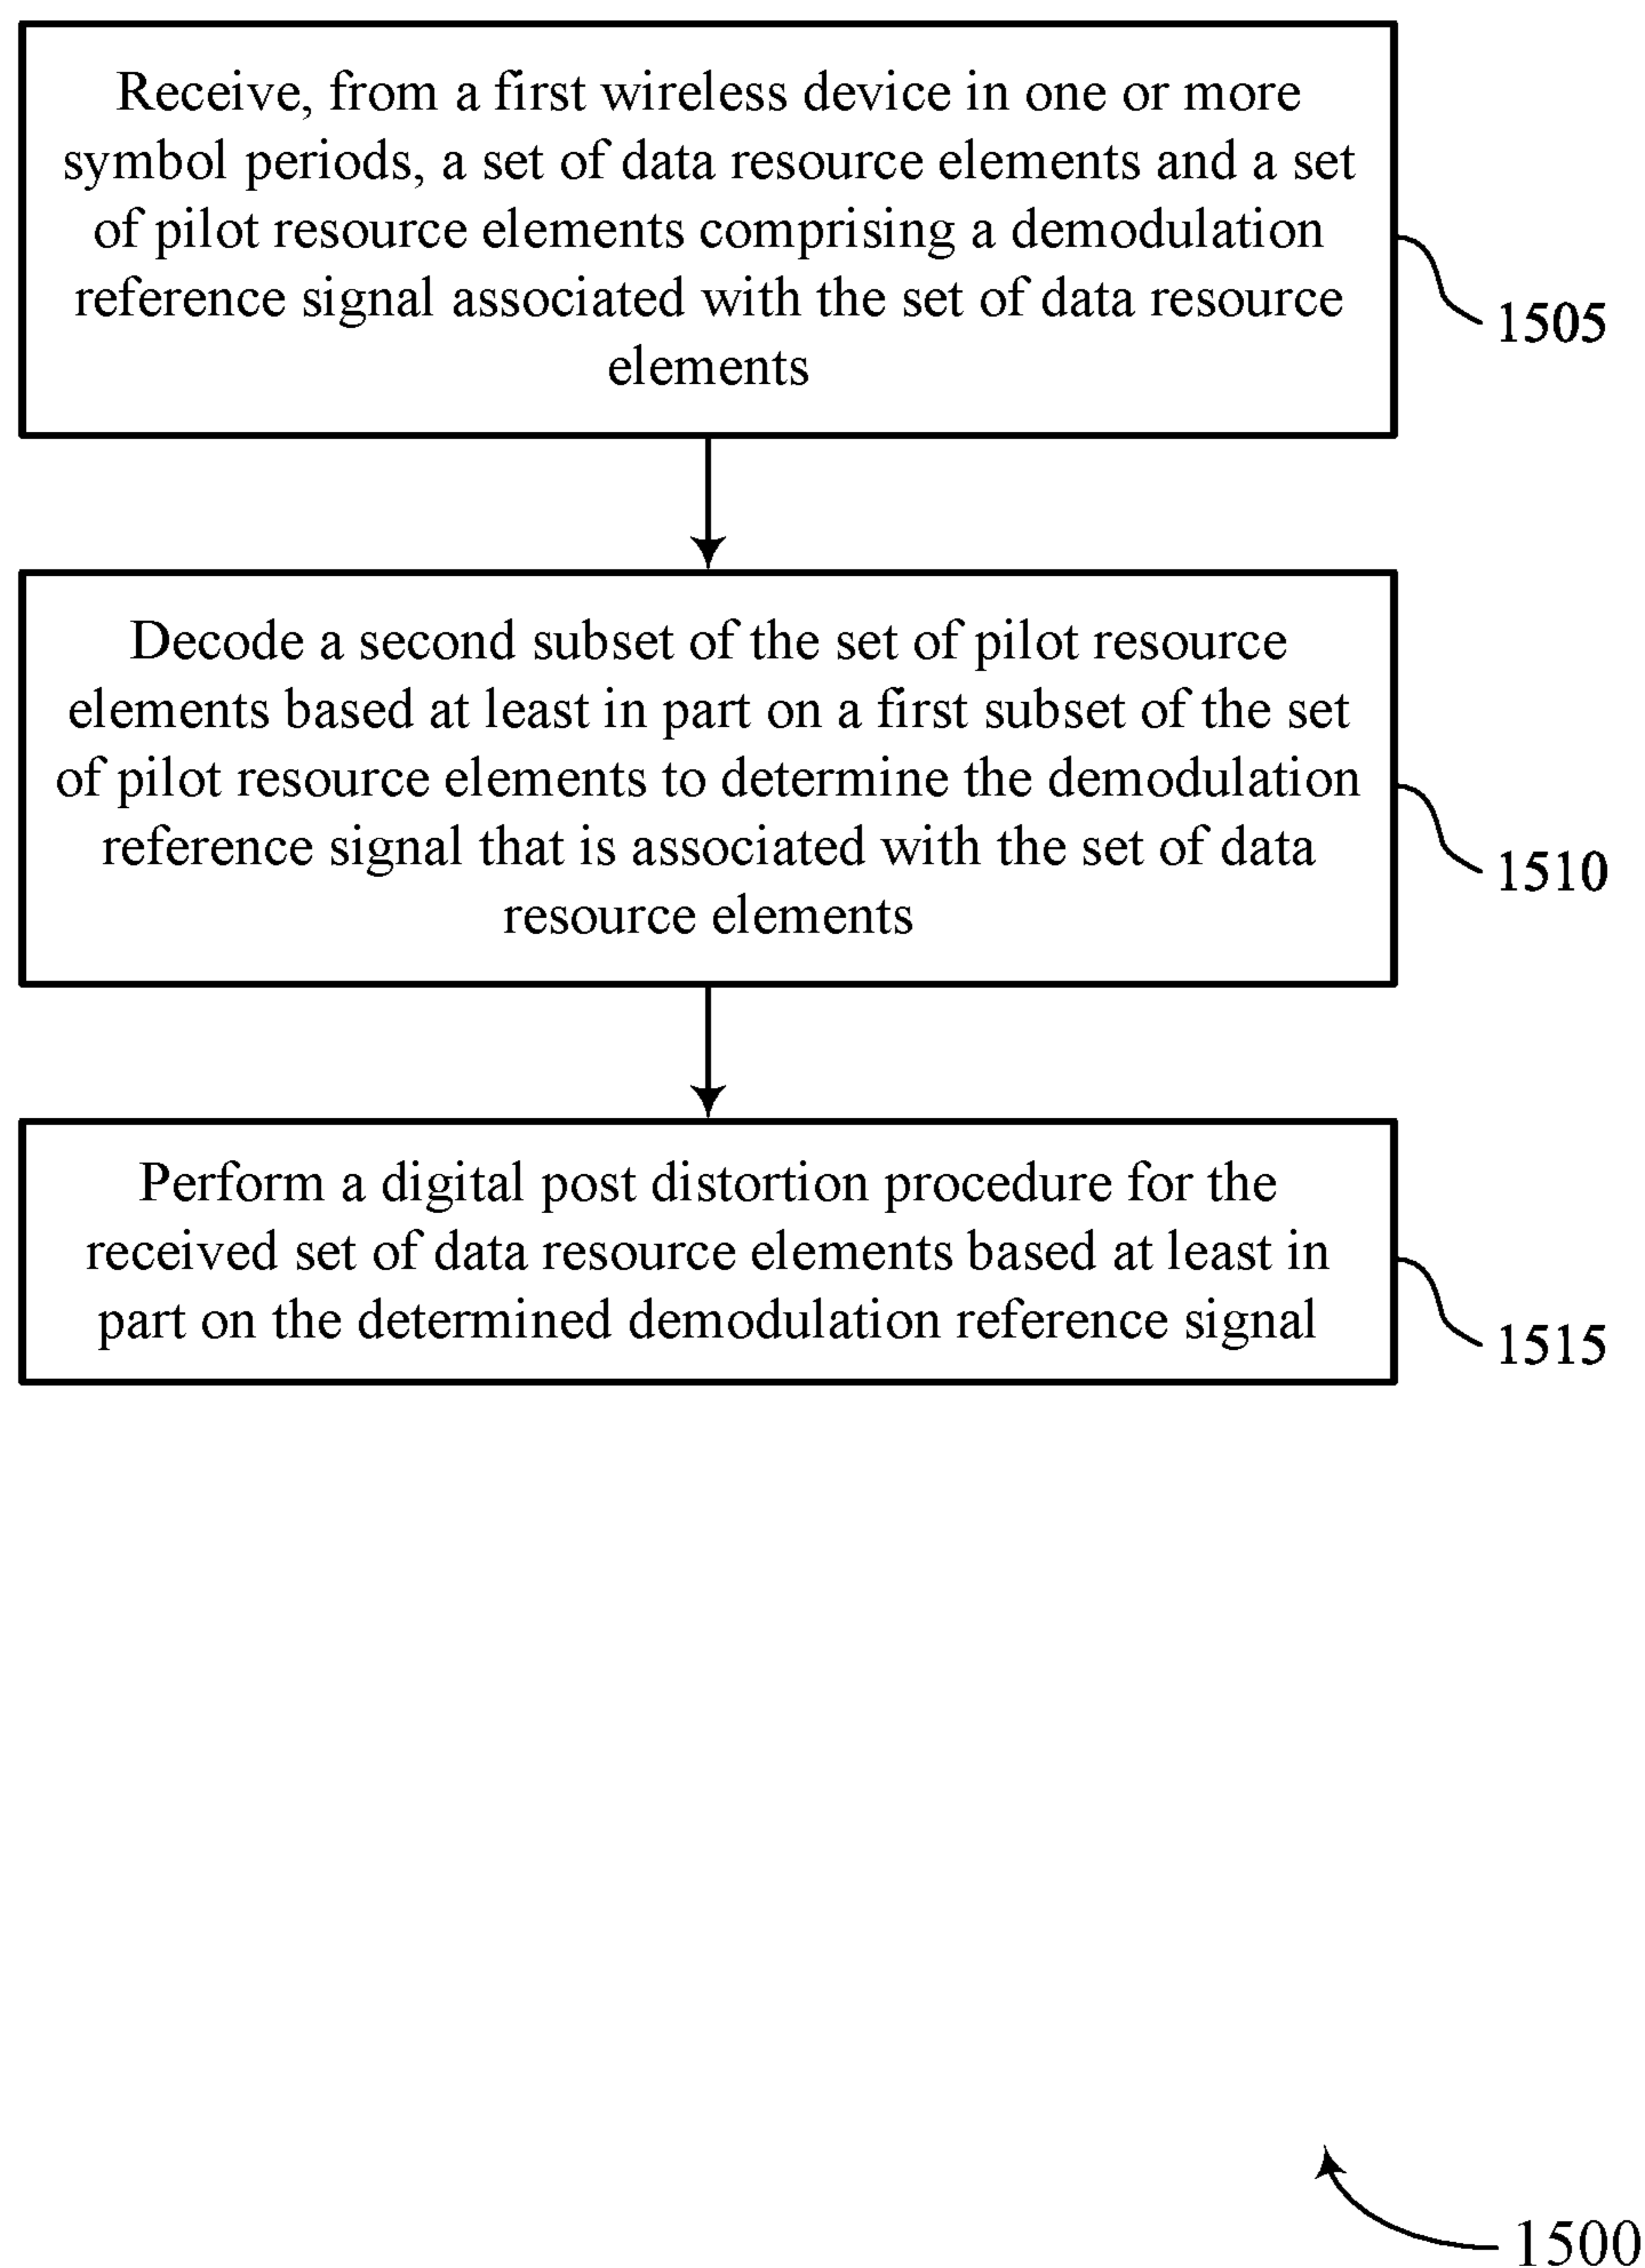 Receive, from a first wireless device in one or more
symbol periods, a set of data resource elements and a set
of pilot resource elements comprising a demodulation
reference signal associated with the set of data resource
elements
1505
Decode a second subset of the set of pilot resource
elements based at least in part on a first subset of the set
of pilot resource elements to determine the demodulation
reference signal that is associated with the set of data
resource elements
1510
Perform a digital post distortion procedure for the
received set of data resource elements based at least in
part on the determined demodulation reference signal
1515
1500